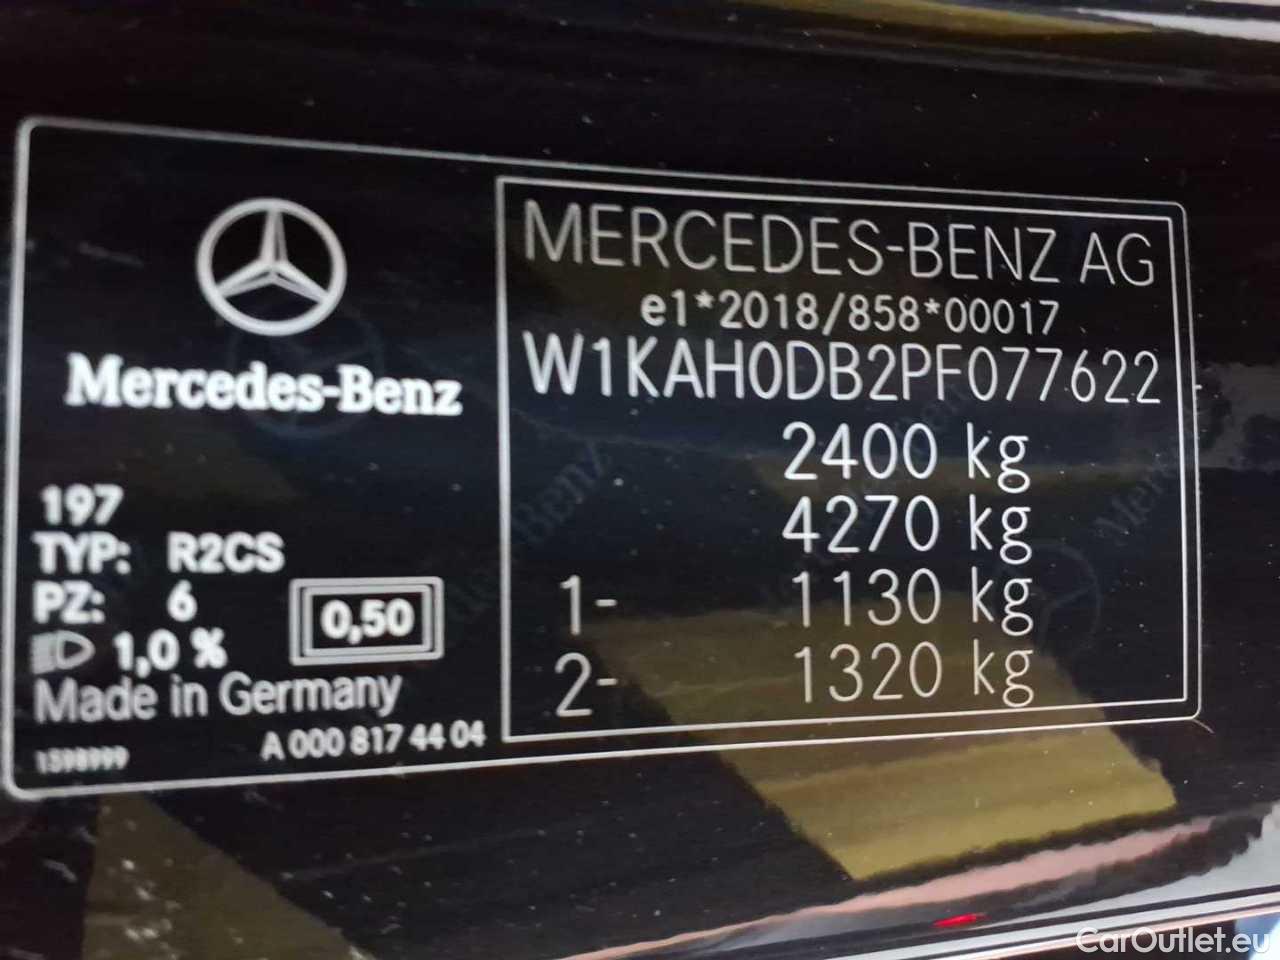 Mercedes-Benz
197
TYP: R2CS
PZ: 6
1,0 %
0,50
Made in Germany
A 000 817 44 04
MERCEDES-BENZ AG
e1*2018/858*00017
W1KAH0DB2PF077622
2400 kg
4270 kg
1- 1130 kg
2- 1320 kg
CarOutlet.eu